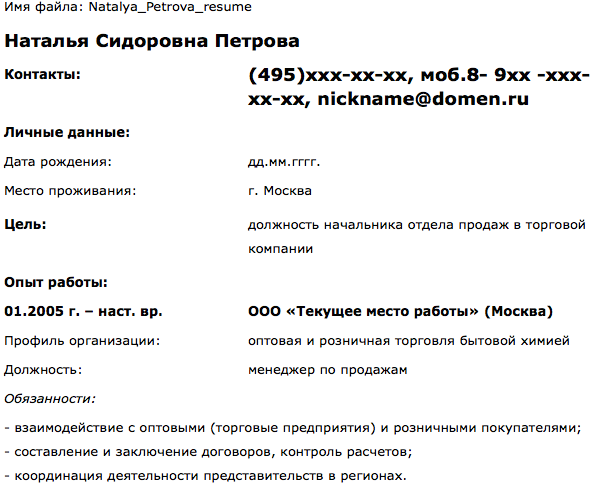 Имя файла: Natalya_Petrova_resume
Наталья Сидоровна Петрова
Контакты: (495)xxx-xx-xx, моб.8- 9xx -xxx-
xx-xx, nickname@domen.ru
Личные данные:
Дата рождения: дд.мм.гггг.
Место проживания: г. Москва
Цель: должность начальника отдела продаж в торговой
компании
Опыт работы:
01.2005 г. – наст. вр. ООО «Текущее место работы» (Москва)
Профиль организации: оптовая и розничная торговля бытовой химией
Должность: менеджер по продажам
Обязанности:
- взаимодействие с оптовыми (торговые предприятия) и розничными покупателями;
- составление и заключение договоров, контроль расчетов;
- координация деятельности представительств в регионах.